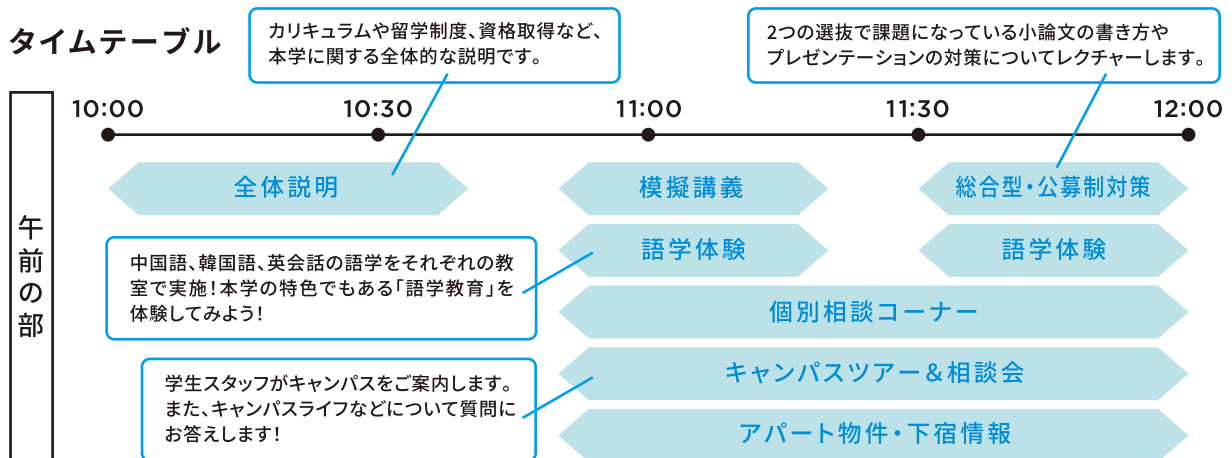 タイムテーブル
カリキュラムや留学制度、資格取得など、
本学に関する全体的な説明です。
2つの選抜で課題になっている小論文の書き方や
プレゼンテーションの対策についてレクチャーします。
10:00 10:30 11:00 11:30 12:00
午前の部
全体説明 模擬講義 総合型・公募制対策
語学体験 語学体験
中国語、韓国語、英会話の語学をそれぞれの教
室で実施!本学の特色でもある「語学教育」を
体験してみよう!
個別相談コーナー
キャンパスツアー&相談会
学生スタッフがキャンパスをご案内します。
また、キャンパスライフなどについて質問に
お答えします!
アパート物件・下宿情報